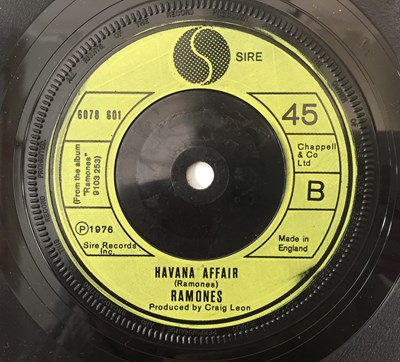 SIRE
6078 601
45
(From the album
"Ramones"
9103 253)
Chappell
& Co
Ltd
B
Ⓟ1976
Sire Records
Inc.
Made in
England
HAVANA AFFAIR
(Ramones)
RAMONES
Produced by Craig Leon